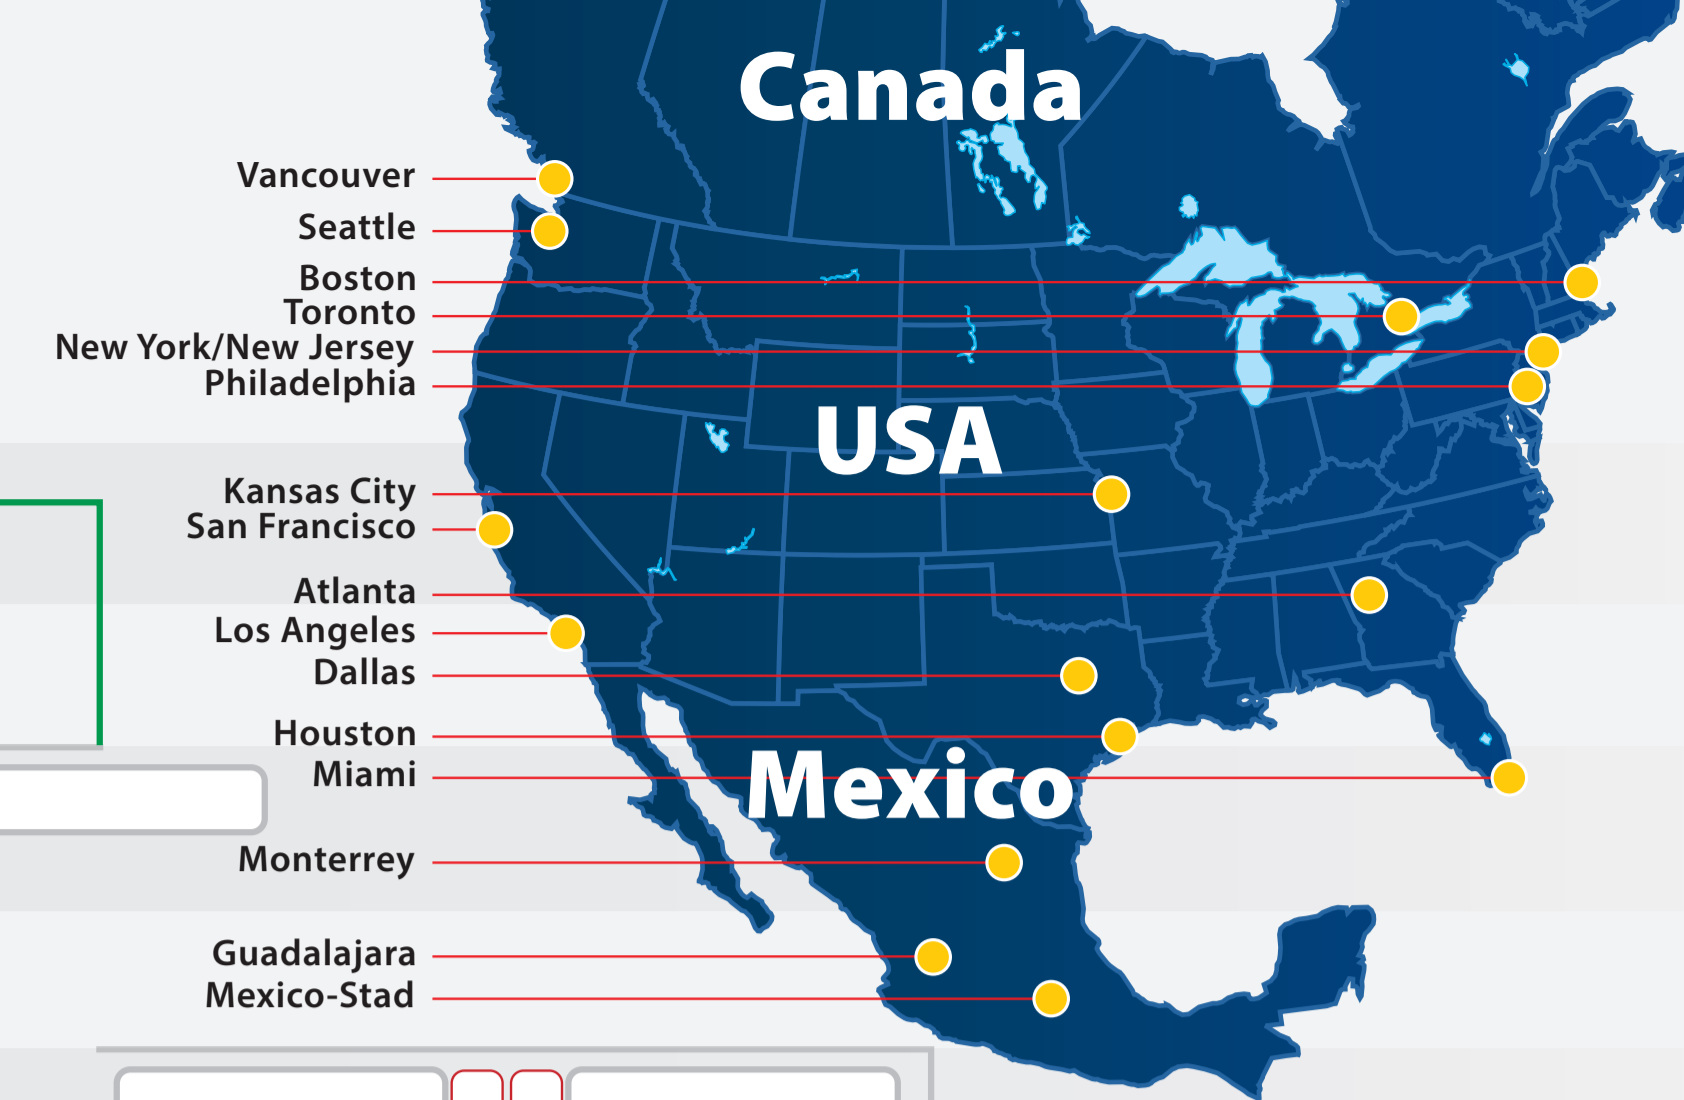 Canada
Vancouver
Seattle
Boston
Toronto
New York/New Jersey
Philadelphia
USA
Kansas City
San Francisco
Atlanta
Los Angeles
Dallas
Houston
Miami
Mexico
Monterrey
Guadalajara
Mexico-Stad